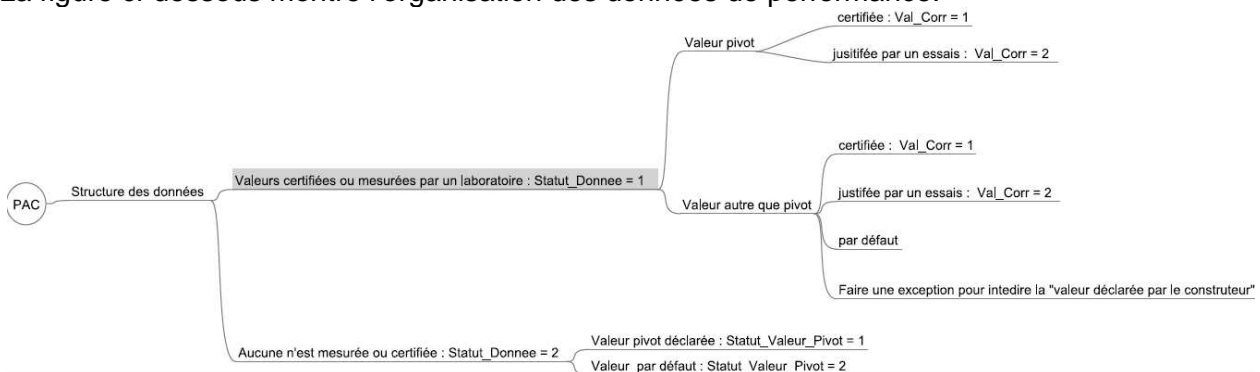 La figure ci-dessous montre l'organisation des données de performance.
certifiée : Val_Corr = 1
Valeur pivot
jusitifée par un essais : Val_Corr = 2
certifiée : Val_Corr = 1
Valeurs certifiées ou mesurées par un laboratoire : Statut_Donnee = 1
Structure des données
justifée par un essais : Val_Corr = 2
PAC
Valeur autre que pivot
par défaut
Faire une exception pour intedire la "valeur déclarée par le construteur"
Valeur pivot déclarée : Statut_Valeur_Pivot = 1
Aucune n'est mesurée ou certifiée : Statut_Donnee = 2
Valeur par défaut : Statut_Valeur_Pivot = 2